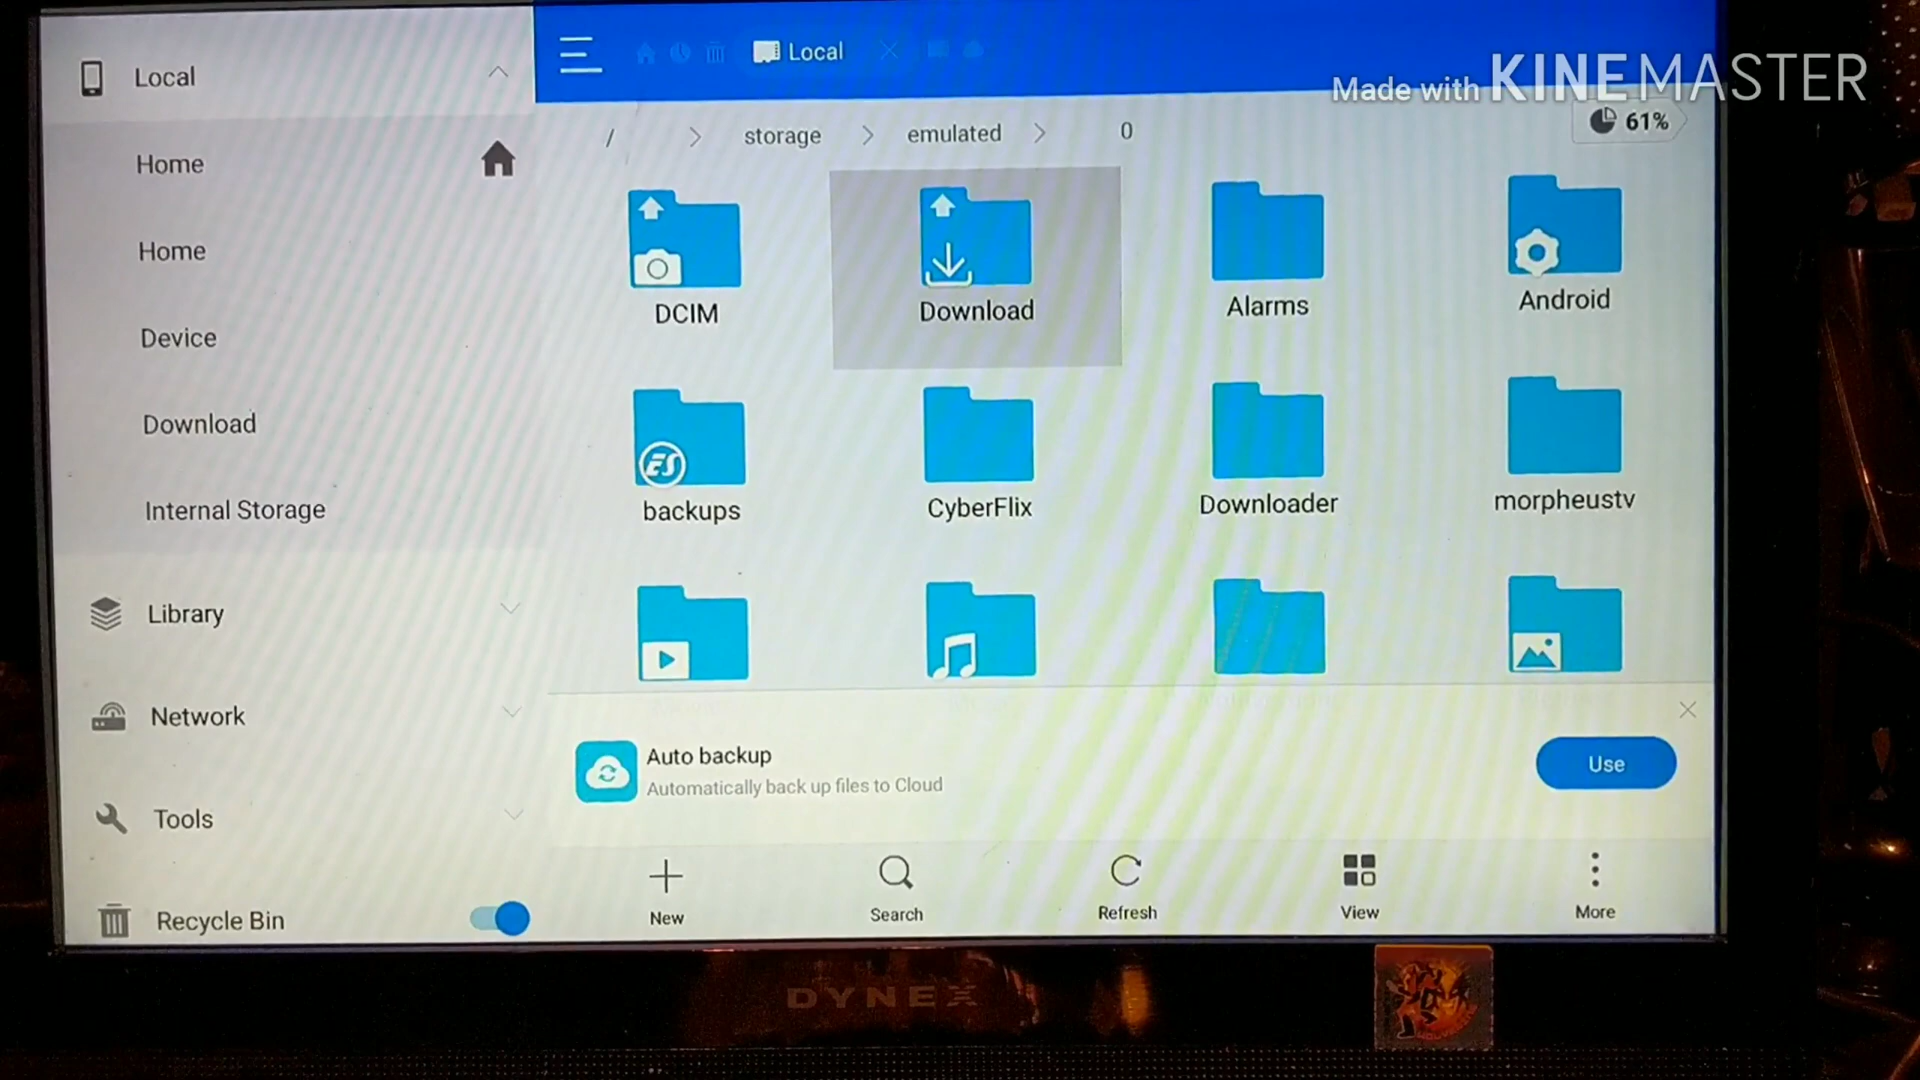 Local
Home
Home
Device
Download
Internal Storage
Library
Network
Tools
Recycle Bin
Local
Made with KINEMASTER
/ storage emulated 0
61%
DCIM
Download
Alarms
Android
ES
backups
CyberFlix
Downloader
morpheustv
Auto backup
Automatically back up files to Cloud
Use
New
Search
Refresh
View
More
DYNEX